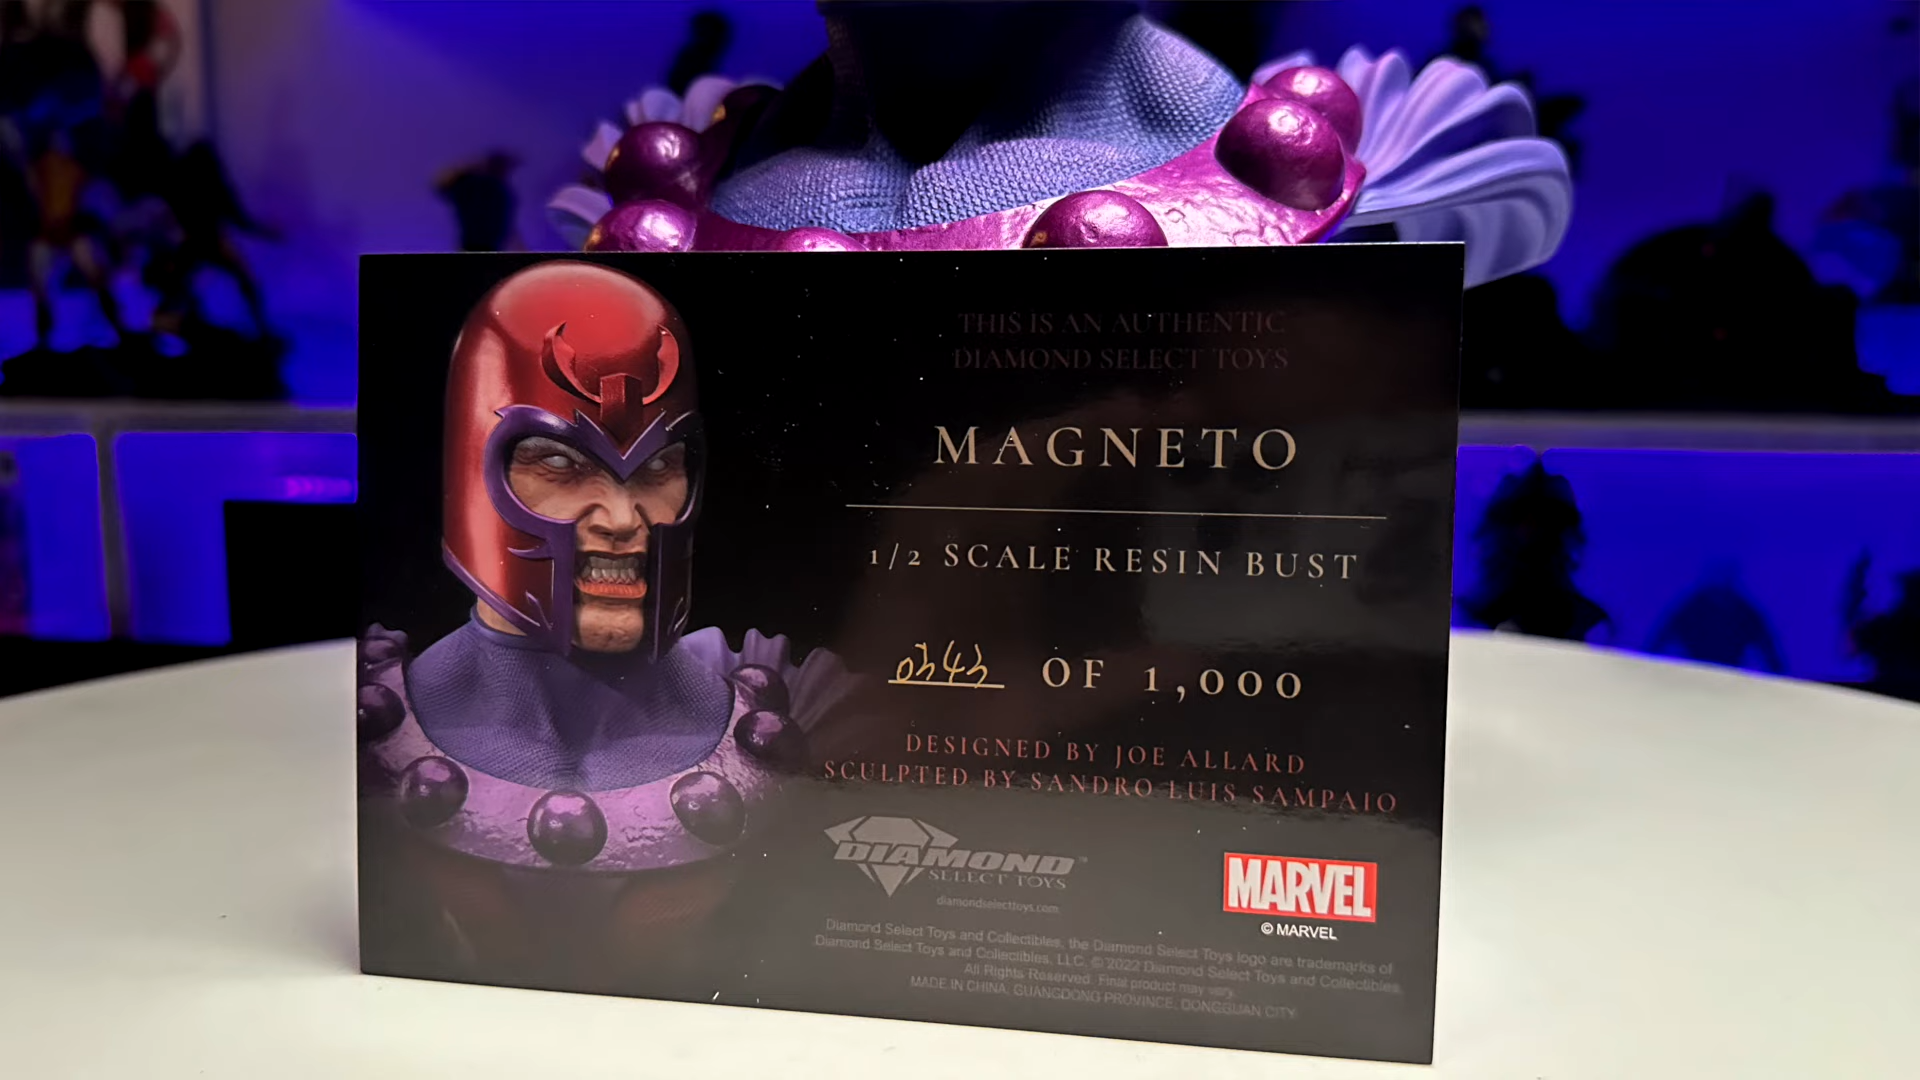 THIS IS AN AUTHENTIC
DIAMOND SELECT TOYS
MAGNETO
1/2 SCALE RESIN BUST
0343 OF 1,000
DESIGNED BY JOE ALLARD
SCULPTED BY SANDRO LUIS SAMPAIO
DIAMOND™
SELECT TOYS
diamondselecttoys.com
MARVEL
© MARVEL
Diamond Select Toys and Collectibles, the Diamond Select Toys logo are trademarks of
Diamond Select Toys and Collectibles, LLC. © 2022 Diamond Select Toys and Collectibles.
All Rights Reserved. Final product may vary.
MADE IN CHINA, GUANGDONG PROVINCE, DONGGUAN CITY